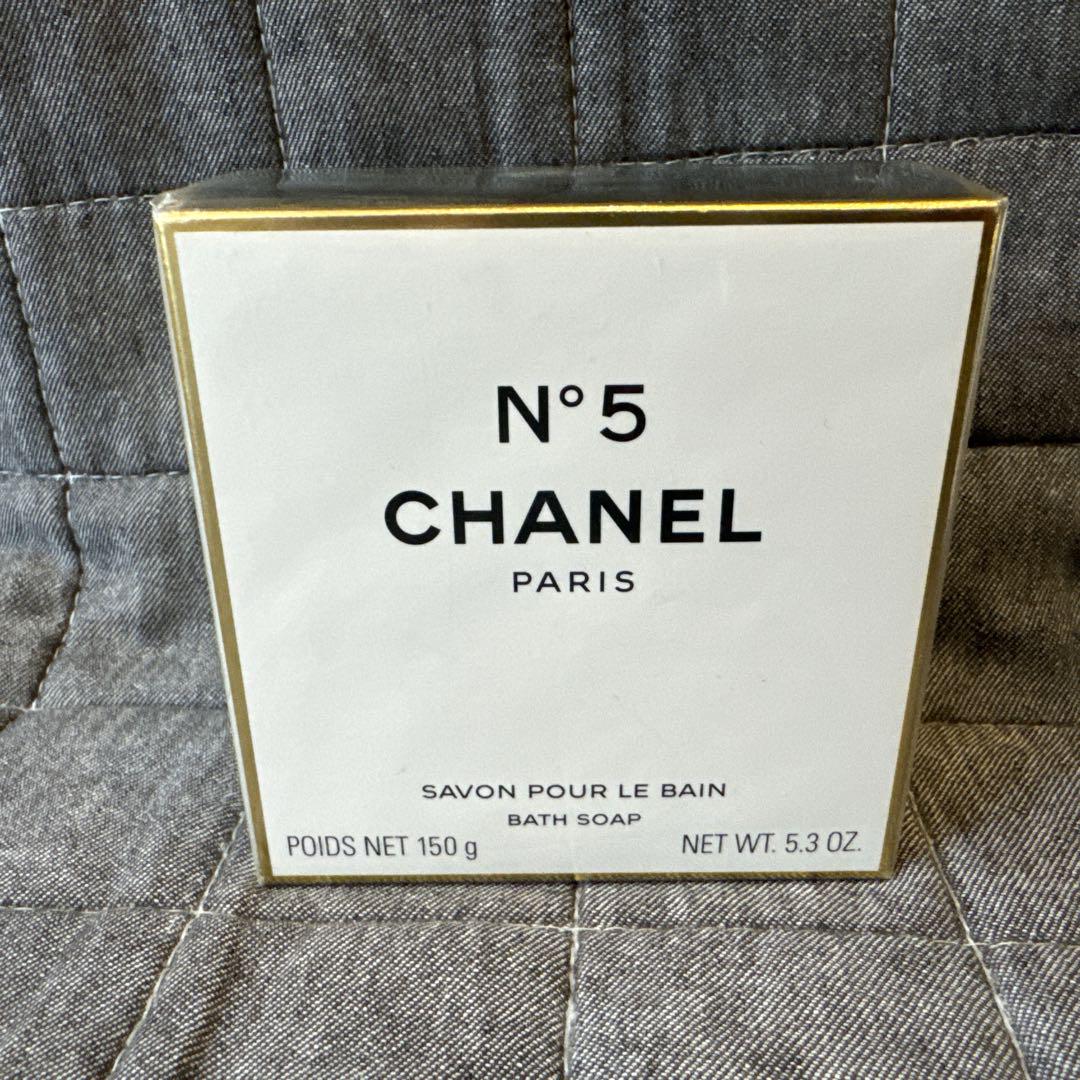 N° 5
CHANEL
PARIS
SAVON POUR LE BAIN
BATH SOAP
POIDS NET 150 g
NET WT. 5.3 OZ.